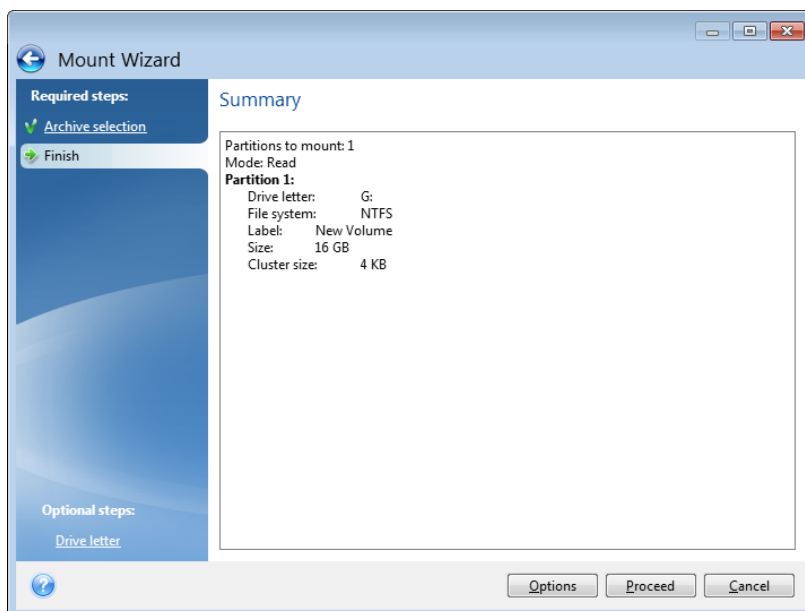 Mount Wizard
Required steps:
Archive selection
Finish
Optional steps:
Drive letter
Summary
Partitions to mount: 1
Mode: Read
Partition 1:
Drive letter: G:
File system: NTFS
Label: New Volume
Size: 16 GB
Cluster size: 4 KB
?
Options Proceed Cancel